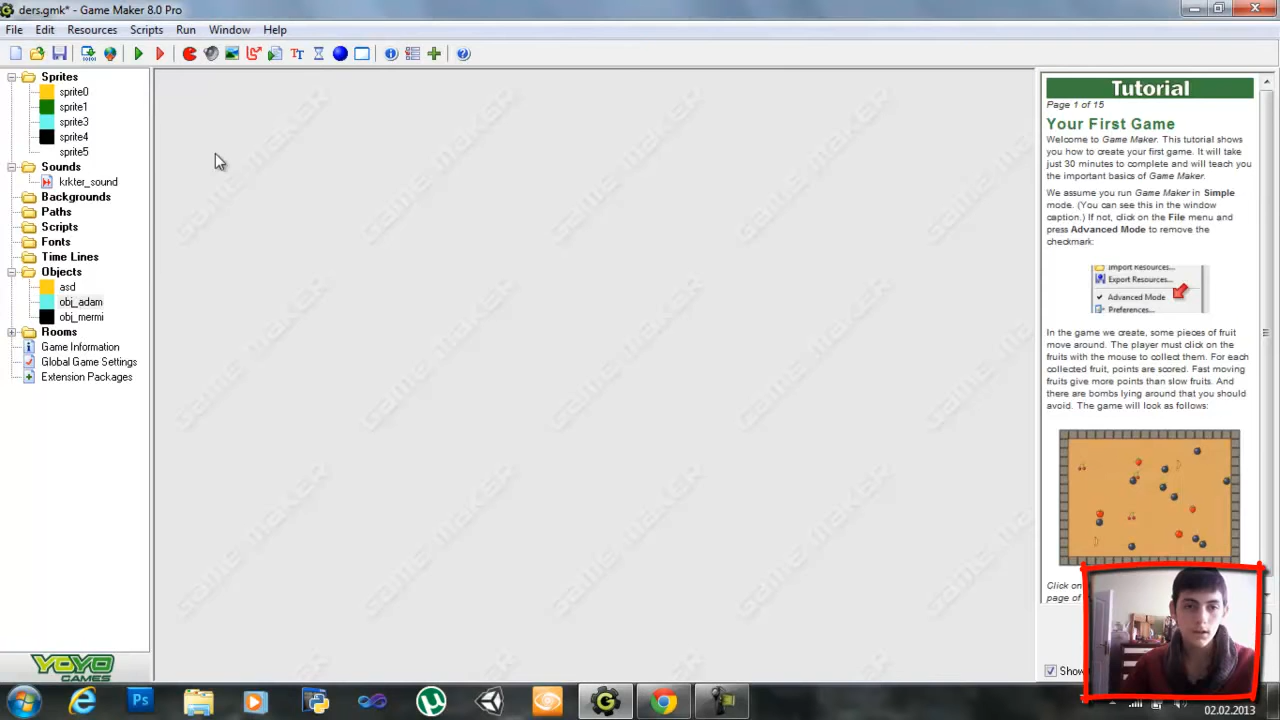 ders.gmk* - Game Maker 8.0 Pro
File Edit Resources Scripts Run Window Help
Sprites
sprite0
sprite1
sprite3
sprite4
sprite5
Sounds
krkter_sound
Backgrounds
Paths
Scripts
Fonts
Time Lines
Objects
asd
obj_adam
obj_mermi
Rooms
Game Information
Global Game Settings
Extension Packages
YOYO
GAMES
Tutorial
Page 1 of 15
Your First Game
Welcome to Game Maker. This tutorial shows
you how to create your first game. It will take
just 30 minutes to complete and will teach you
the important basics of Game Maker.
We assume you run Game Maker in Simple
mode. (You can see this in the window
caption.) If not, click on the File menu and
press Advanced Mode to remove the
checkmark:
Import Resources...
Export Resources...
Advanced Mode
Preferences...
In the game we create, some pieces of fruit
move around. The player must click on the
fruits with the mouse to collect them. For each
collected fruit, points are scored. Fast moving
fruits give more points than slow fruits. And
there are bombs lying around that you should
avoid. The game will look as follows:
Click on
page of
Show
Ps
02.02.2013